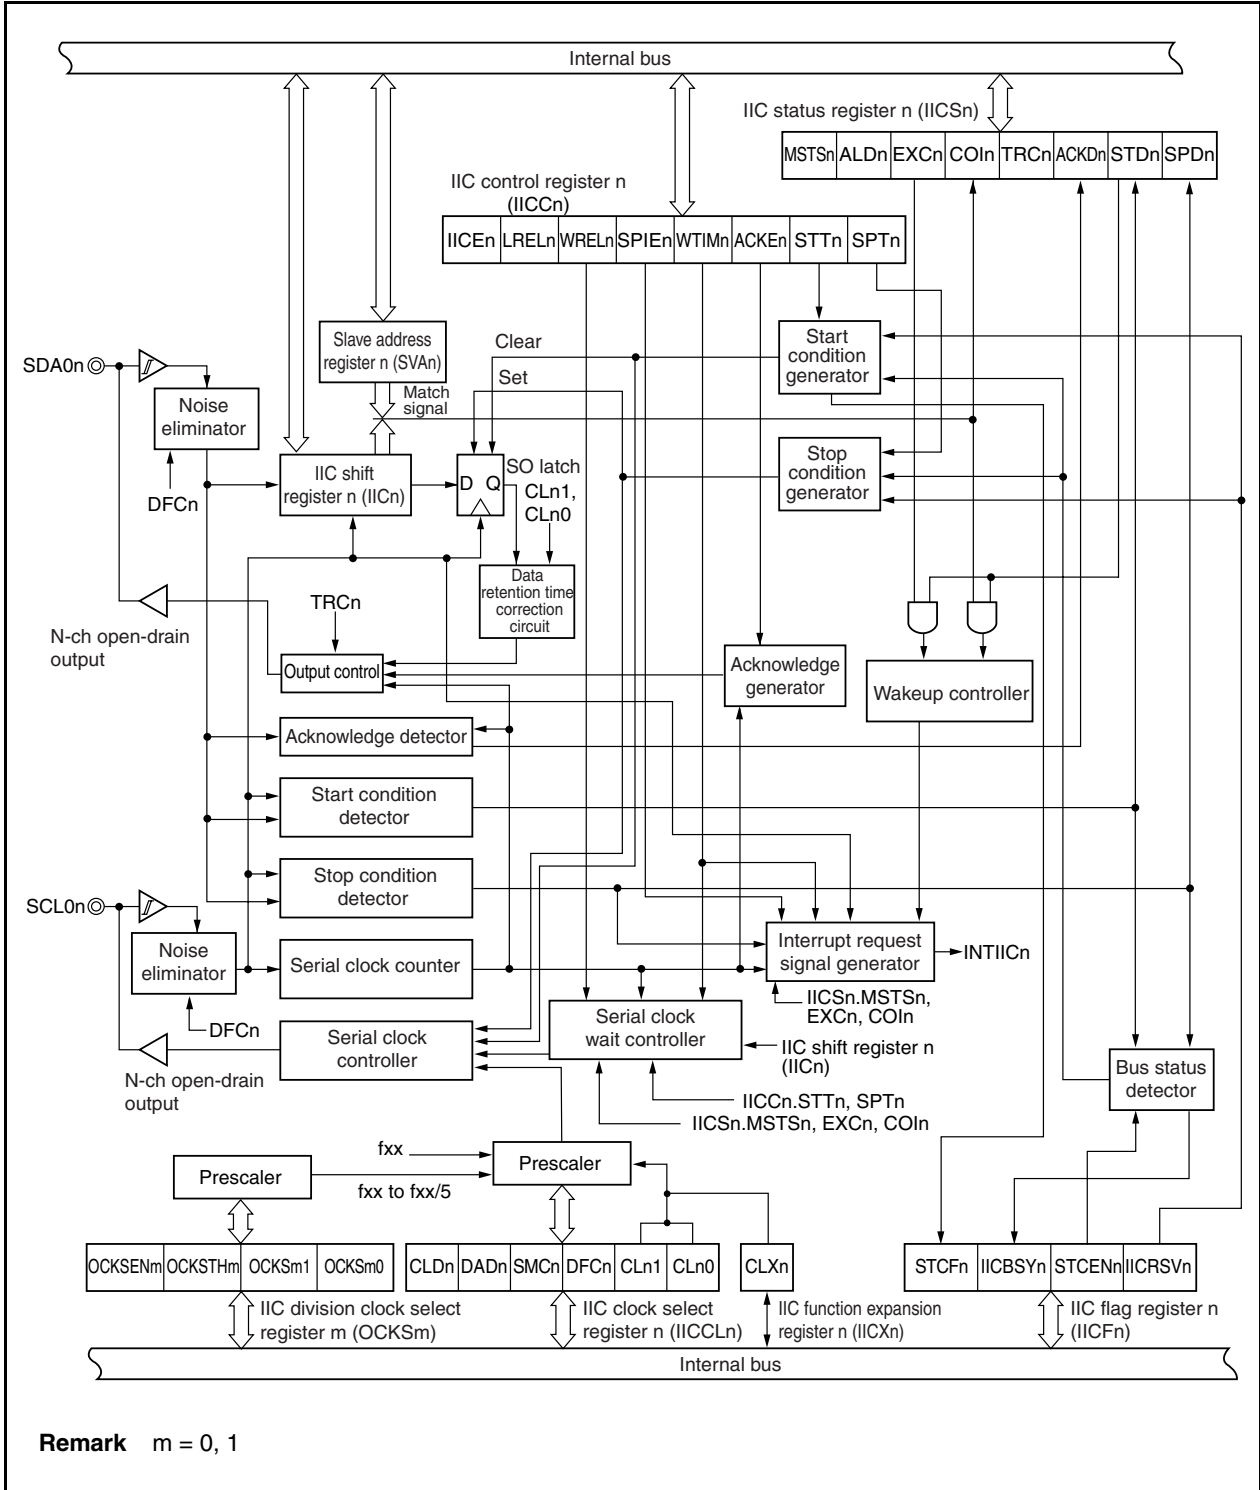 Internal bus
IIC status register n (IICSn)
MSTSn ALDn EXCn COIn TRCn ACKDn STDn SPDn
IIC control register n
(IICCn)
IICEn LRELn WRELn SPIEn WTIMn ACKEn STTn SPTn
Slave address
register n (SVAn)
Clear
Start
condition
generator
SDA0n
Set
Match
signal
Noise
eliminator
Stop
condition
generator
IIC shift
register n (IICn)
D Q
SO latch
CLn1,
CLn0
DFCn
Data
retention time
correction
circuit
TRCn
N-ch open-drain
output
Output control
Acknowledge
generator
Wakeup controller
Acknowledge detector
Start condition
detector
Stop condition
detector
SCL0n
Noise
eliminator
Serial clock counter
Interrupt request
signal generator
INTIICn
IICSn.MSTSn,
EXCn, COIn
DFCn
Serial clock
controller
Serial clock
wait controller
IIC shift register n
(IICn)
Bus status
detector
N-ch open-drain
output
IICCn.STTn, SPTn
IICSn.MSTSn, EXCn, COIn
fxx
Prescaler
Prescaler
fxx to fxx/5
OCKSENm OCKSTHm OCKSm1 OCKSm0
CLDn DADn SMCn DFCn CLn1 CLn0
CLXn
STCFn IICBSYn STCENn IICRSVn
IIC division clock select
register m (OCKSm)
IIC clock select
register n (IICCLn)
IIC function expansion
register n (IICXn)
IIC flag register n
(IICFn)
Internal bus
Remark m = 0, 1